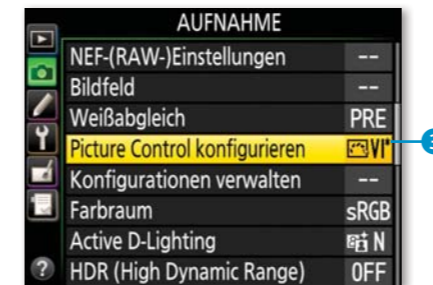 AUFNAHME
NEF-(RAW-)Einstellungen --
Bildfeld --
Weißabgleich PRE
Picture Control konfigurieren VI*
Konfigurationen verwalten --
Farbraum sRGB
Active D-Lighting N
HDR (High Dynamic Range) OFF
?